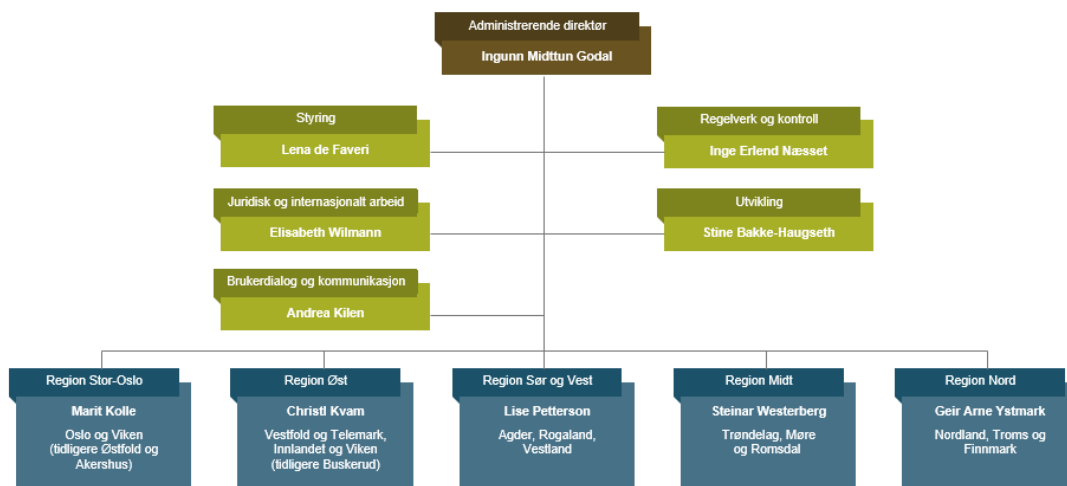 Administrerende direktør
Ingunn Midttun Godal
Styring
Lena de Faveri
Regelverk og kontroll
Inge Erlend Næsset
Juridisk og internasjonalt arbeid
Elisabeth Wilmann
Utvikling
Stine Bakke-Haugseth
Brukerdialog og kommunikasjon
Andrea Kilen
Region Stor-Oslo
Marit Kolle
Oslo og Viken
(tidligere Østfold og
Akershus)
Region Øst
Christl Kvam
Vestfold og Telemark,
Innlandet og Viken
(tidligere Buskerud)
Region Sør og Vest
Lise Petterson
Agder, Rogaland,
Vestland
Region Midt
Steinar Westerberg
Trøndelag, Møre
og Romsdal
Region Nord
Geir Arne Ystmark
Nordland, Troms og
Finnmark